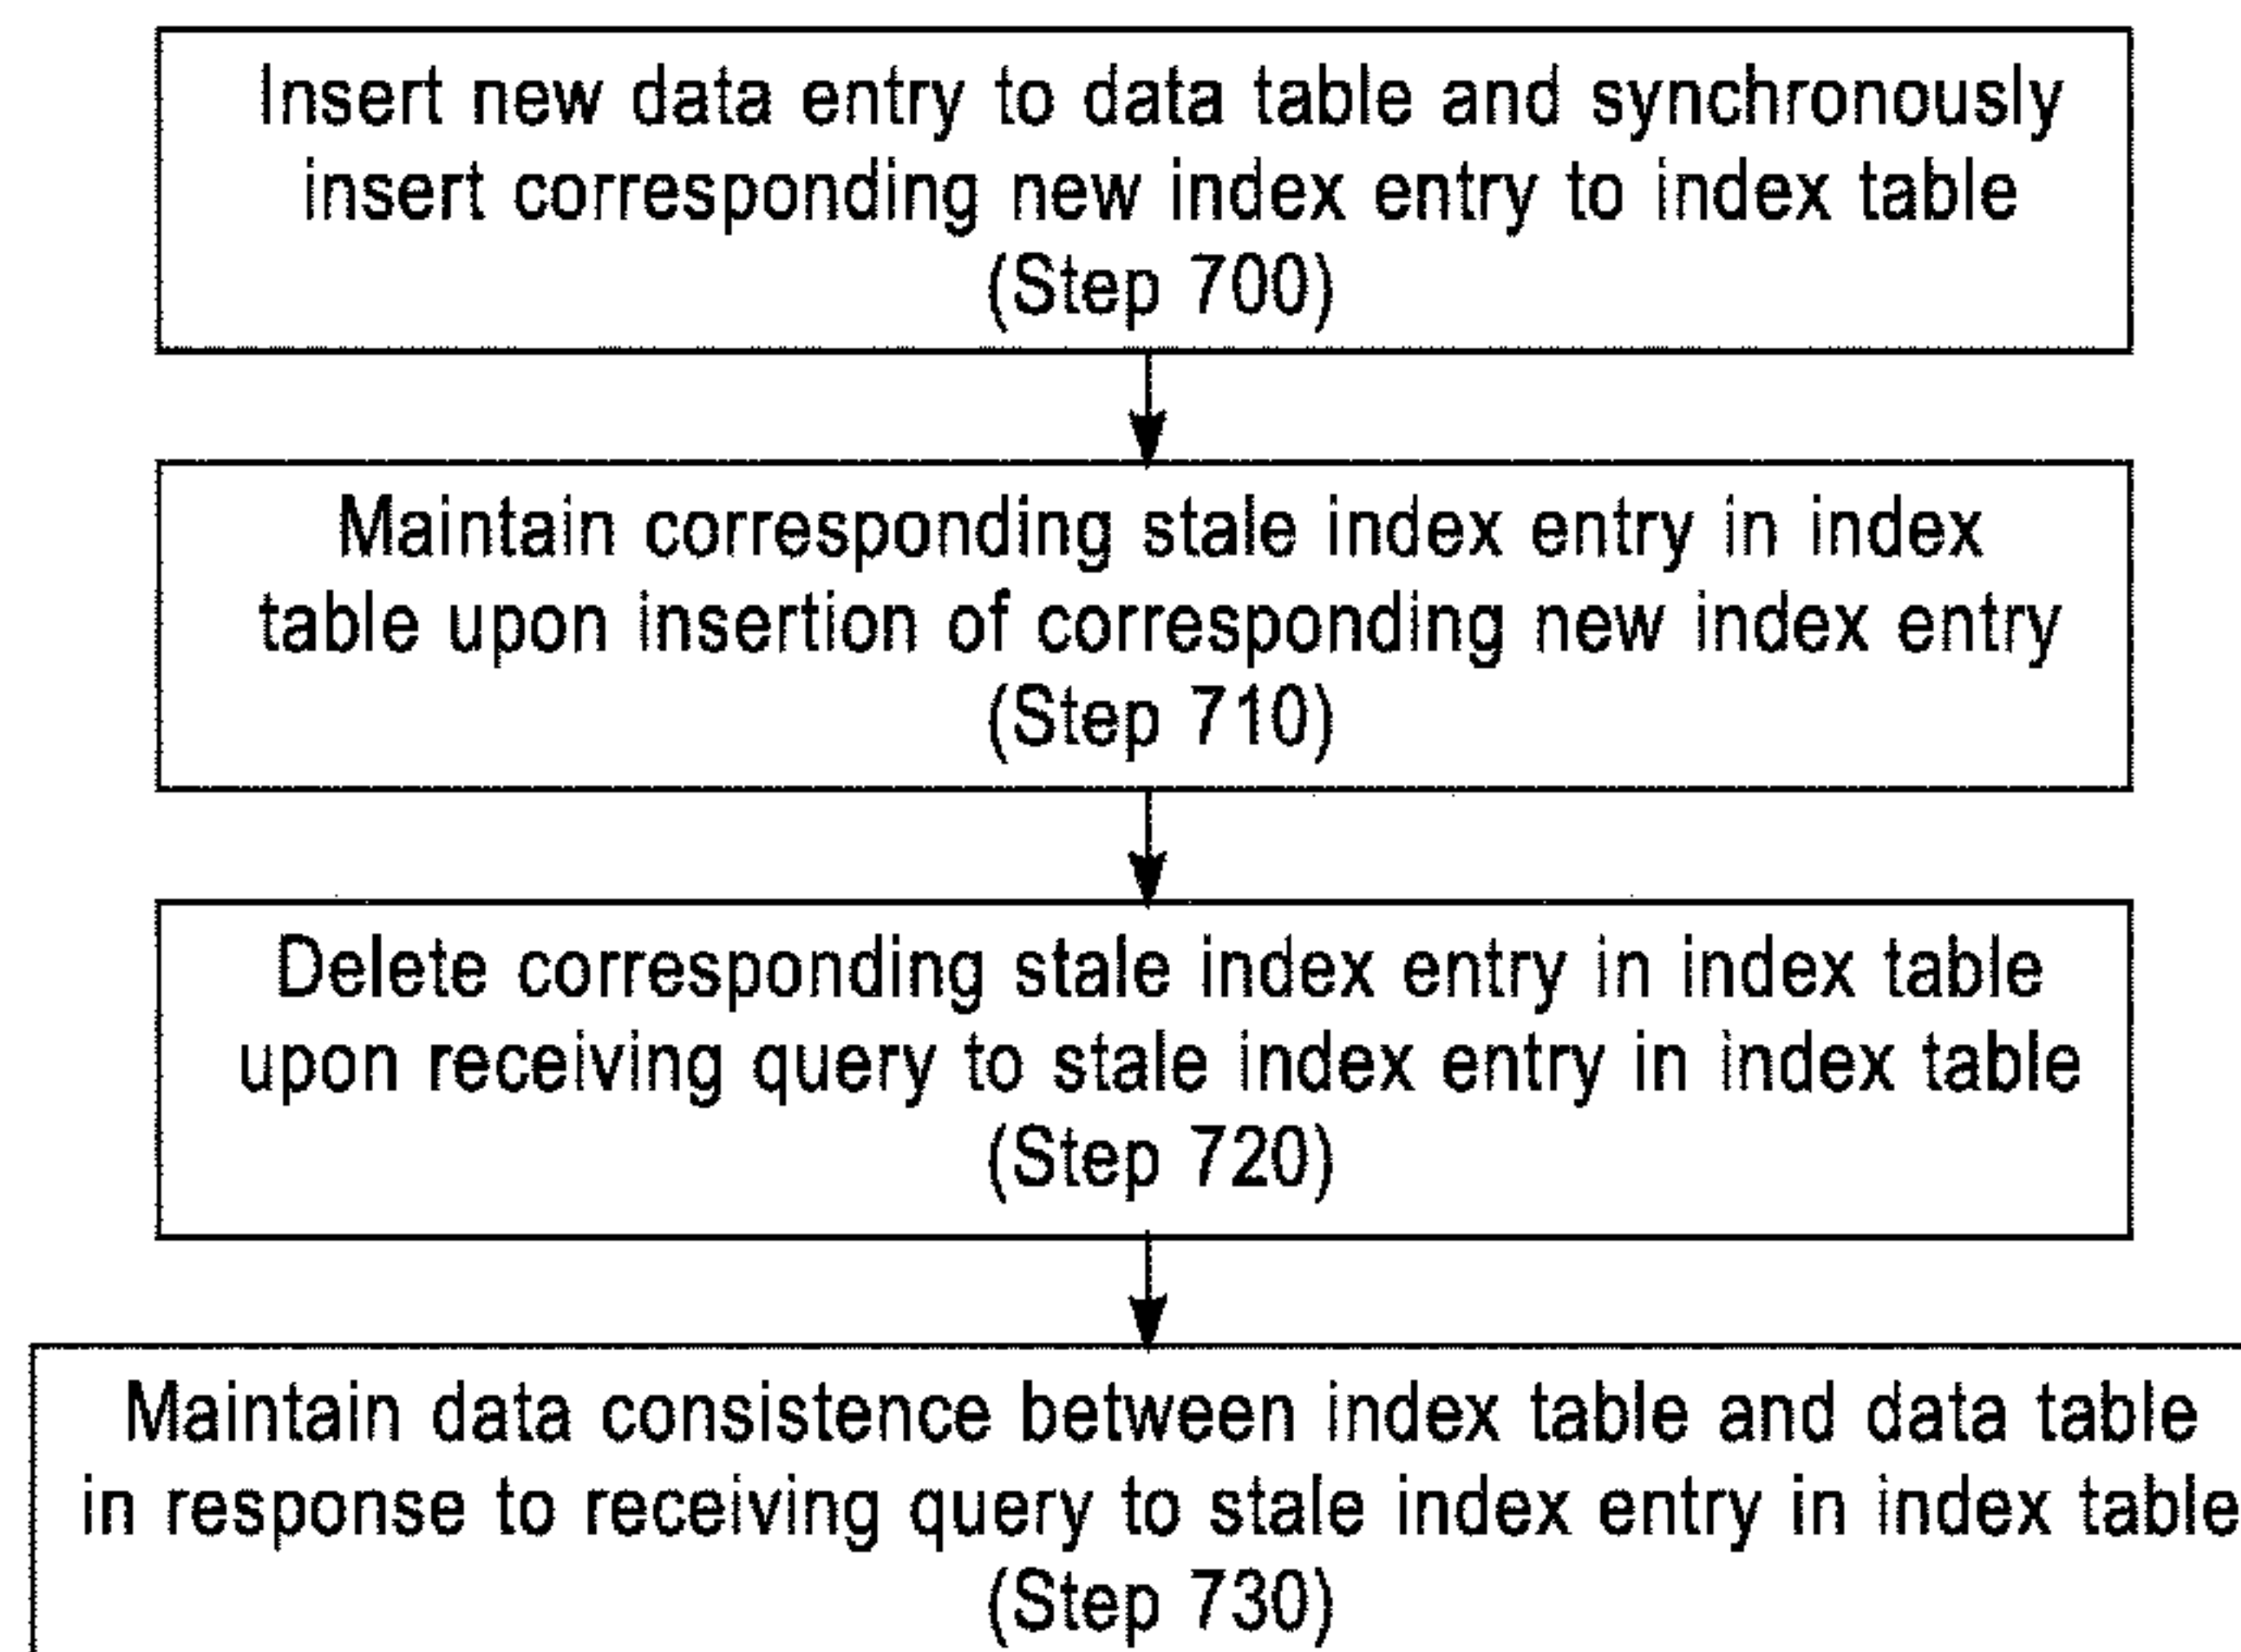 Insert new data entry to data table and synchronously
insert corresponding new index entry to index table
(Step 700)
Maintain corresponding stale index entry in index
table upon insertion of corresponding new index entry
(Step 710)
Delete corresponding stale index entry in index table
upon receiving query to stale index entry in index table
(Step 720)
Maintain data consistence between index table and data table
in response to receiving query to stale index entry in index table
(Step 730)